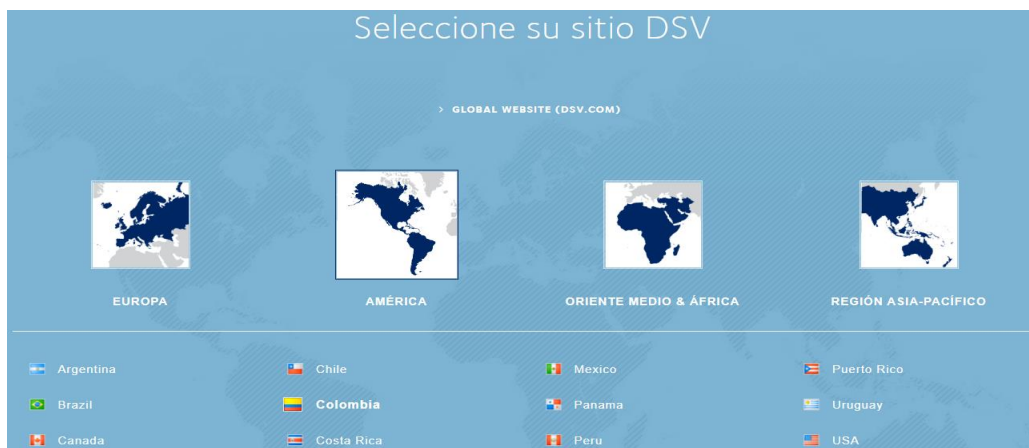 Seleccione su sitio DSV
> GLOBAL WEBSITE (DSV.COM)
EUROPA AMÉRICA ORIENTE MEDIO & ÁFRICA REGIÓN ASIA-PACÍFICO
Argentina Chile Mexico Puerto Rico
Brazil Colombia Panama Uruguay
Canada Costa Rica Peru USA